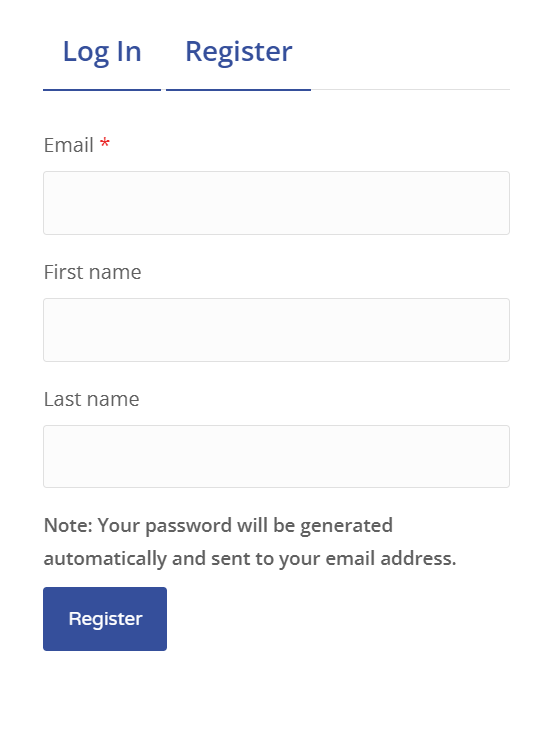 Log In Register
Email *
First name
Last name
Note: Your password will be generated
automatically and sent to your email address.
Register